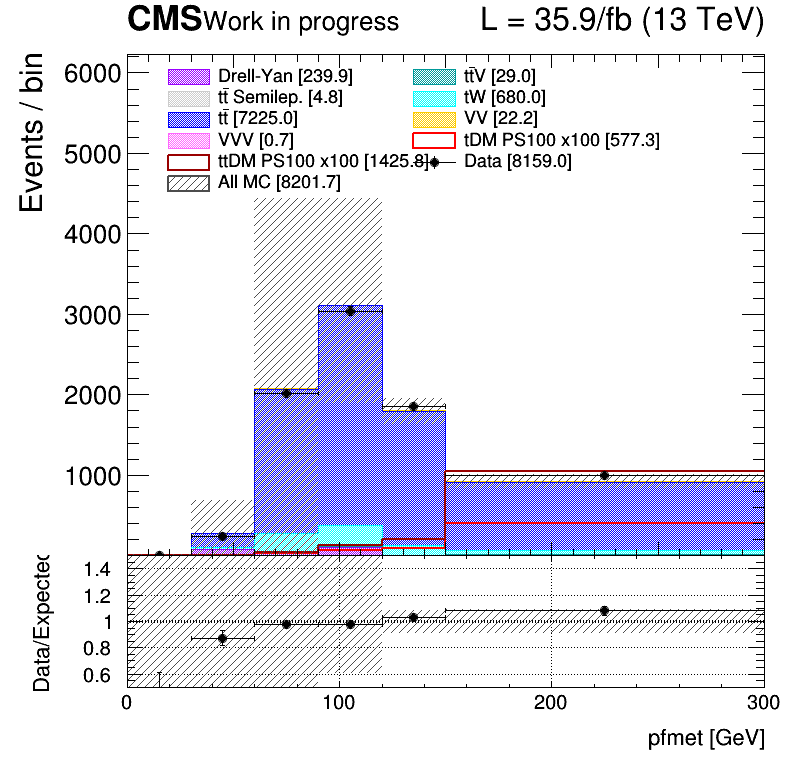 CMS Work in progress L = 35.9/fb (13 TeV)
Events / bin
6000
5000
4000
3000
2000
1000
Drell-Yan [239.9] tt̄V [29.0]
tt̄ Semilep. [4.8] tW [680.0]
tt̄ [7225.0] VV [22.2]
VVV [0.7] tDM PS100 x100 [577.3]
ttDM PS100 x100 [1425.8] Data [8159.0]
All MC [8201.7]
Data/Expected
1.4
1.2
1
0.8
0.6
0 100 200 300
pfmet [GeV]